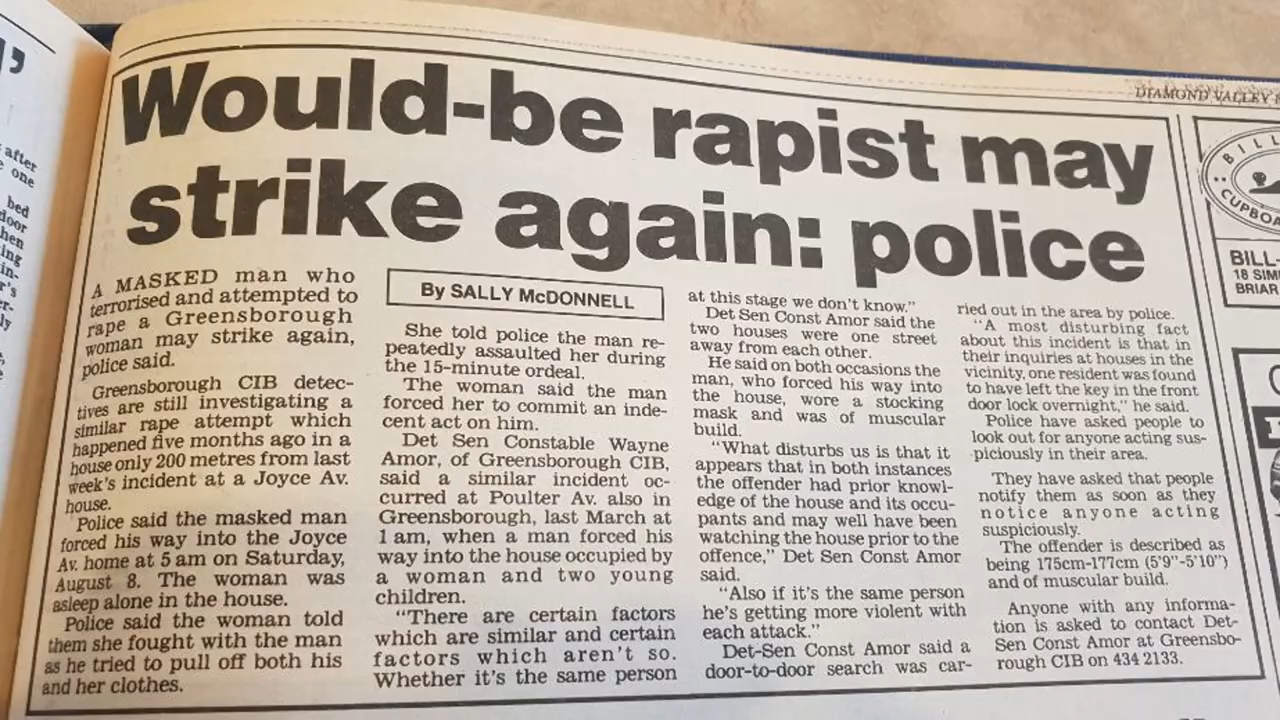 after
one
bed
door
DIAMOND VALLEY
Would-be rapist may
strike again: police
A MASKED man who
terrorised and attempted to
rape a Greensborough
woman may strike again,
police said.
Greensborough CIB detec-
tives are still investigating a
similar rape attempt which
happened five months ago in a
house only 200 metres from last
week's incident at a Joyce Av.
house.
Police said the masked man
forced his way into the Joyce
Av. home at 5 am on Saturday,
August 8. The woman was
asleep alone in the house.
Police said the woman told
them she fought with the man
as he tried to pull off both his
and her clothes.
By SALLY McDONNELL
She told police the man re-
peatedly assaulted her during
the 15-minute ordeal.
The woman said the man
forced her to commit an inde-
cent act on him.
Det Sen Constable Wayne
Amor, of Greensborough CIB,
said a similar incident oc-
curred at Poulter Av. also in
Greensborough, last March at
1 am, when a man forced his
way into the house occupied by
a woman and two young
children.
"There are certain factors
which are similar and certain
factors which aren't so.
Whether it's the same person
at this stage we don't know."
Det Sen Const Amor said the
two houses were one street
away from each other.
He said on both occasions the
man, who forced his way into
the house, wore a stocking
mask and was of muscular
build.
"What disturbs us is that it
appears that in both instances
the offender had prior knowl-
edge of the house and its occu-
pants and may well have been
watching the house prior to the
offence," Det Sen Const Amor
said.
"Also if it's the same person
he's getting more violent with
each attack."
Det-Sen Const Amor said a
door-to-door search was car-
ried out in the area by police.
"A most disturbing fact
about this incident is that in
their inquiries at houses in the
vicinity, one resident was found
to have left the key in the front
door lock overnight," he said.
Police have asked people to
look out for anyone acting sus-
piciously in their area.
They have asked that people
notify them as soon as they
notice anyone acting
suspiciously.
The offender is described as
being 175cm-177cm (5'9"-5'10")
and of muscular build.
Anyone with any informa-
tion is asked to contact Det-
Sen Const Amor at Greensbo-
rough CIB on 434 2133.
BILL
CUPBOA
BILL-
18 SIM
BRIAR